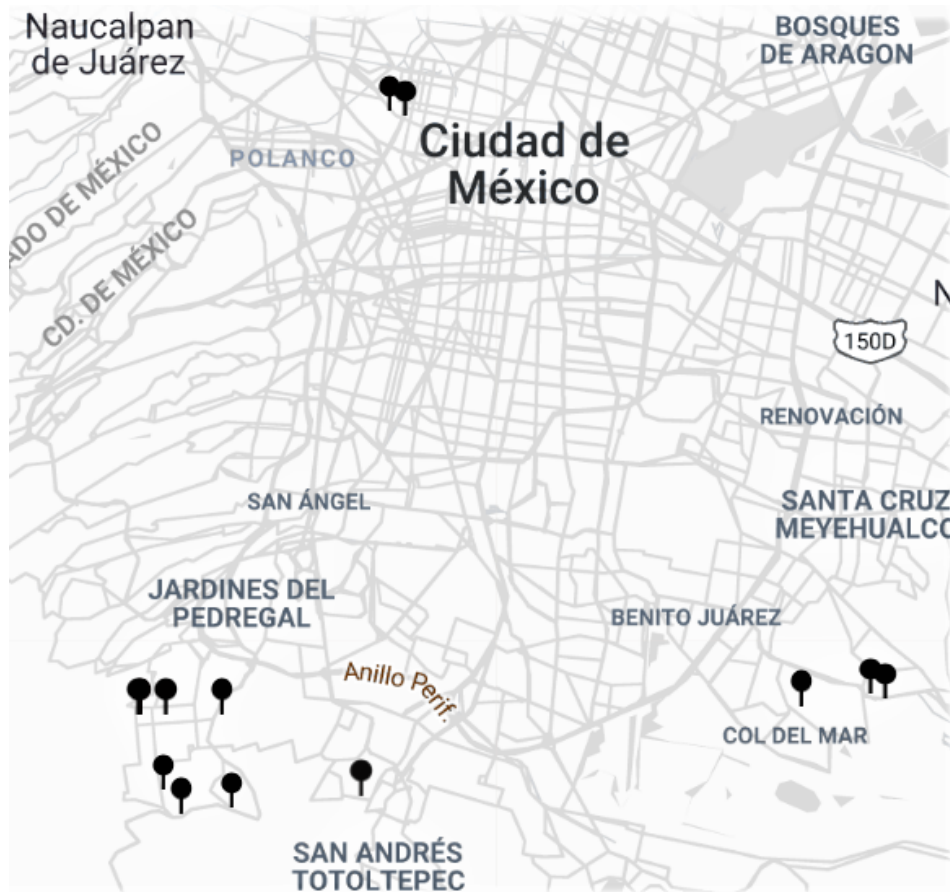 Naucalpan
de Juárez
BOSQUES
DE ARAGON
Ciudad de
México
POLANCO
ADO DE MÉXICO
CD. DE MÉXICO
N
150D
RENOVACIÓN
SAN ÁNGEL
SANTA CRUZ
MEYEHUALCO
JARDINES DEL
PEDREGAL
BENITO JUÁREZ
Anillo Perif.
COL DEL MAR
SAN ANDRÉS
TOTOLTEPEC